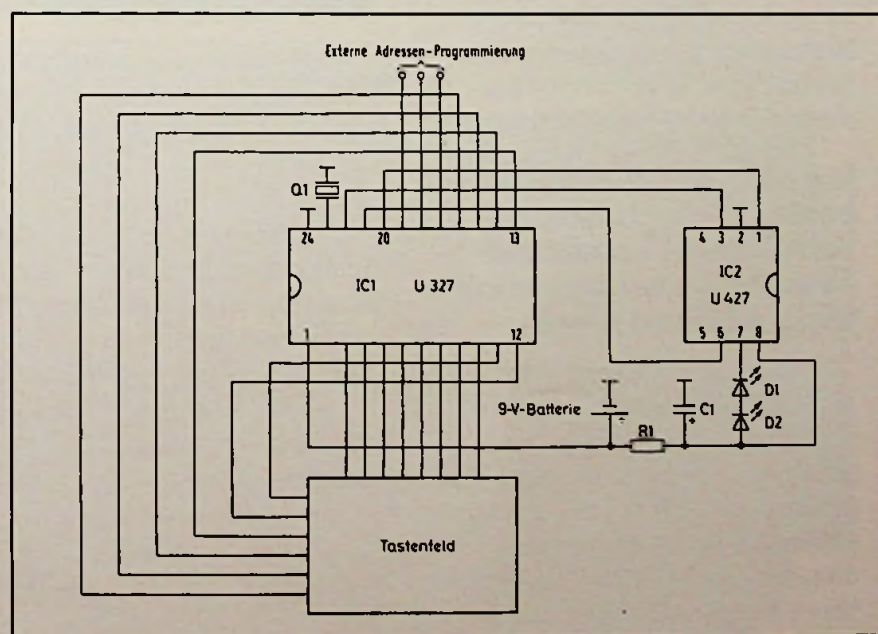 Externe Adressen-Programmierung
Q1
24
20
13
4
3
2
1
IC1
U 327
IC2
U 427
1
12
5
6
7
8
9-V-Batterie
C1
+
D1
D2
R1
Tastenfeld